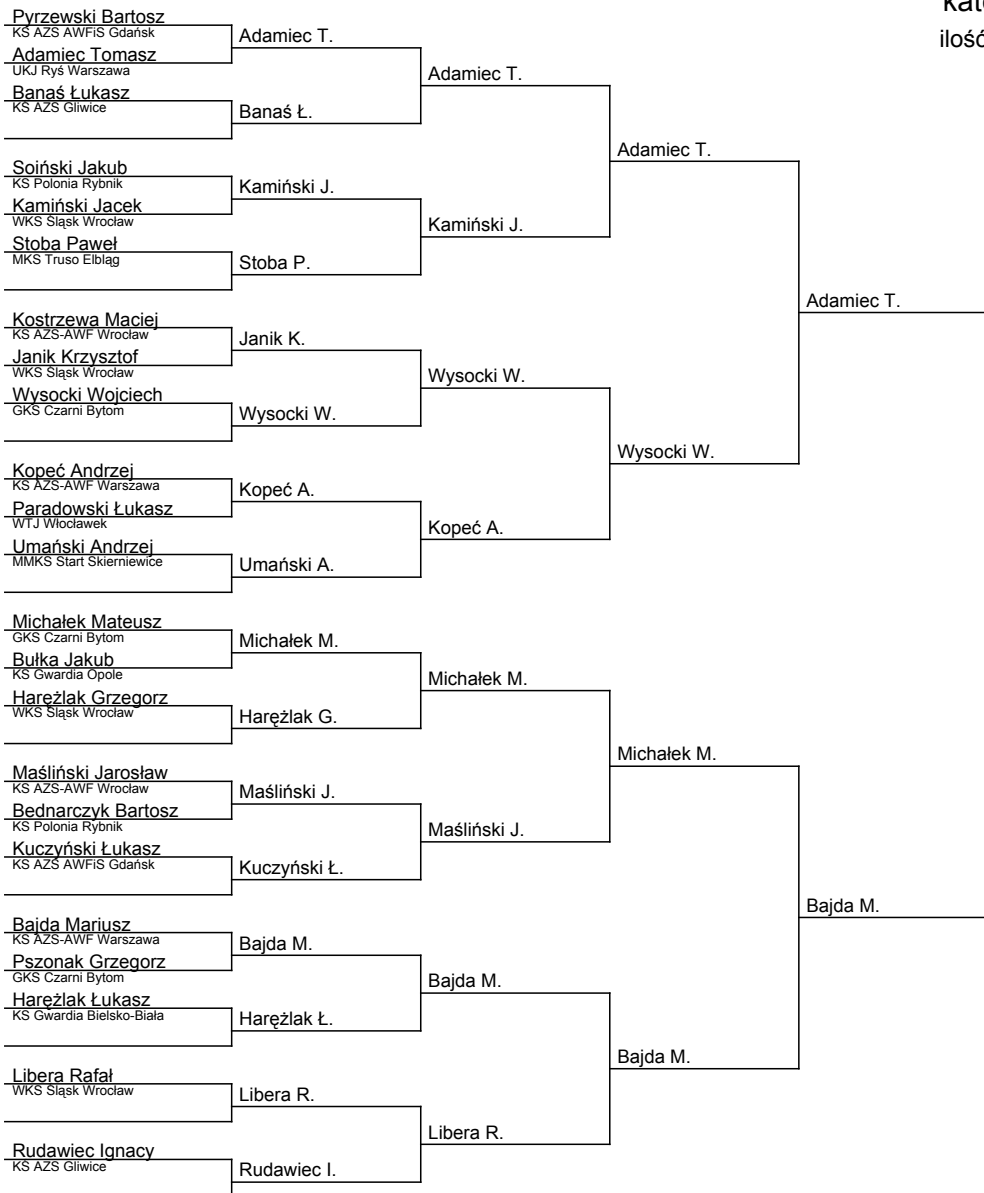 kate
ilość
Pyrzewski Bartosz
KS AZS AWFiS Gdańsk
Adamiec Tomasz
UKJ Ryś Warszawa
Banaś Łukasz
KS AZS Gliwice
Soiński Jakub
KS Polonia Rybnik
Kamiński Jacek
WKS Śląsk Wrocław
Stoba Paweł
MKS Truso Elbląg
Kostrzewa Maciej
KS AZS-AWF Wrocław
Janik Krzysztof
WKS Śląsk Wrocław
Wysocki Wojciech
GKS Czarni Bytom
Kopeć Andrzej
KS AZS-AWF Warszawa
Paradowski Łukasz
WTJ Włocławek
Umański Andrzej
MMKS Start Skierniewice
Michałek Mateusz
GKS Czarni Bytom
Bułka Jakub
KS Gwardia Opole
Haręźlak Grzegorz
WKS Śląsk Wrocław
Maśliński Jarosław
KS AZS-AWF Wrocław
Bednarczyk Bartosz
KS Polonia Rybnik
Kuczyński Łukasz
KS AZS AWFiS Gdańsk
Bajda Mariusz
KS AZS-AWF Warszawa
Pszonak Grzegorz
GKS Czarni Bytom
Haręźlak Łukasz
KS Gwardia Bielsko-Biała
Libera Rafał
WKS Śląsk Wrocław
Rudawiec Ignacy
KS AZS Gliwice
Adamiec T.
Banaś Ł.
Kamiński J.
Stoba P.
Janik K.
Wysocki W.
Kopeć A.
Umański A.
Michałek M.
Haręźlak G.
Maśliński J.
Kuczyński Ł.
Bajda M.
Haręźlak Ł.
Libera R.
Rudawiec I.
Adamiec T.
Kamiński J.
Wysocki W.
Kopeć A.
Michałek M.
Maśliński J.
Bajda M.
Libera R.
Adamiec T.
Wysocki W.
Michałek M.
Bajda M.
Adamiec T.
Bajda M.